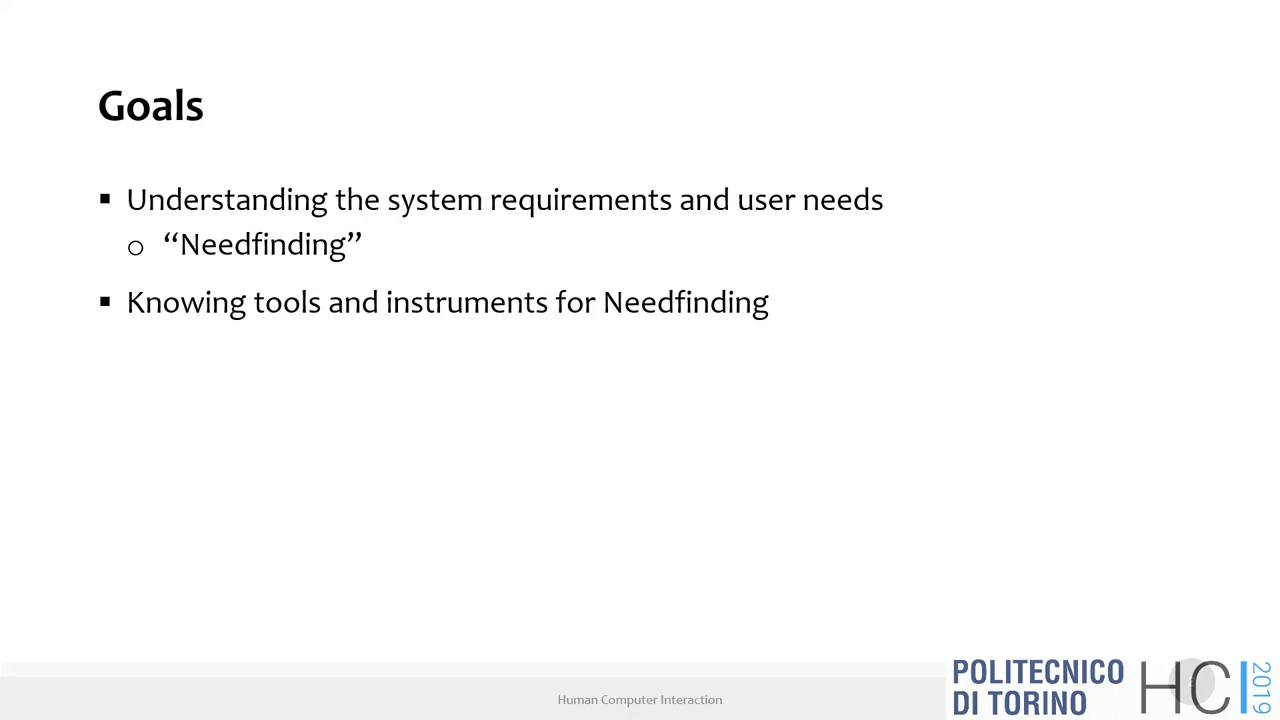 Goals
▪ Understanding the system requirements and user needs
o “Needfinding”
▪ Knowing tools and instruments for Needfinding
Human Computer Interaction
POLITECNICO
DI TORINO
HCI
2019